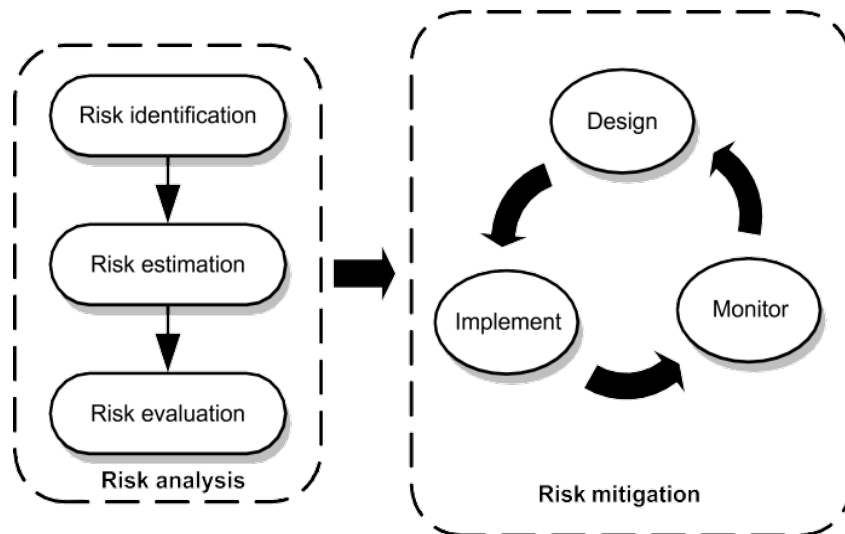 Risk identification
Risk estimation
Risk evaluation
Risk analysis
Design
Implement
Monitor
Risk mitigation